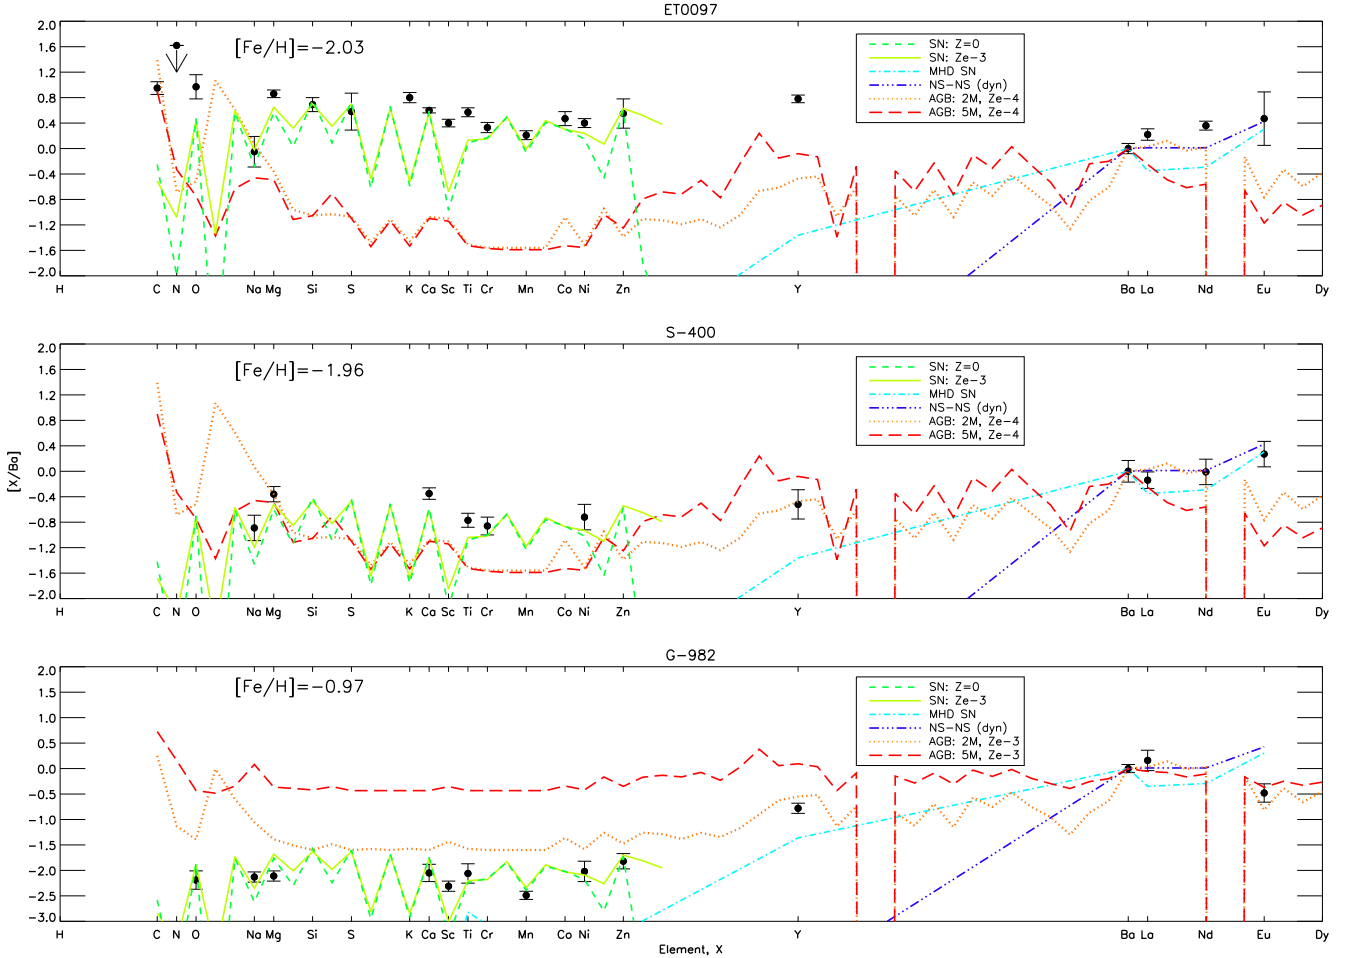 ET0097
[Fe/H]=−2.03
SN: Z=0
SN: Ze−3
MHD SN
NS−NS (dyn)
AGB: 2M, Ze−4
AGB: 5M, Ze−4
2.0
1.6
1.2
0.8
0.4
0.0
−0.4
−0.8
−1.2
−1.6
−2.0
H C N O Na Mg Si S K Ca Sc Ti Cr Mn Co Ni Zn Y Ba La Nd Eu Dy
S−400
[Fe/H]=−1.96
SN: Z=0
SN: Ze−3
MHD SN
NS−NS (dyn)
AGB: 2M, Ze−4
AGB: 5M, Ze−4
[X/Ba]
2.0
1.6
1.2
0.8
0.4
0.0
−0.4
−0.8
−1.2
−1.6
−2.0
H C N O Na Mg Si S K Ca Sc Ti Cr Mn Co Ni Zn Y Ba La Nd Eu Dy
G−982
[Fe/H]=−0.97
SN: Z=0
SN: Ze−3
MHD SN
NS−NS (dyn)
AGB: 2M, Ze−3
AGB: 5M, Ze−3
2.0
1.5
1.0
0.5
0.0
−0.5
−1.0
−1.5
−2.0
−2.5
−3.0
H C N O Na Mg Si S K Ca Sc Ti Cr Mn Co Ni Zn Y Ba La Nd Eu Dy
Element, X